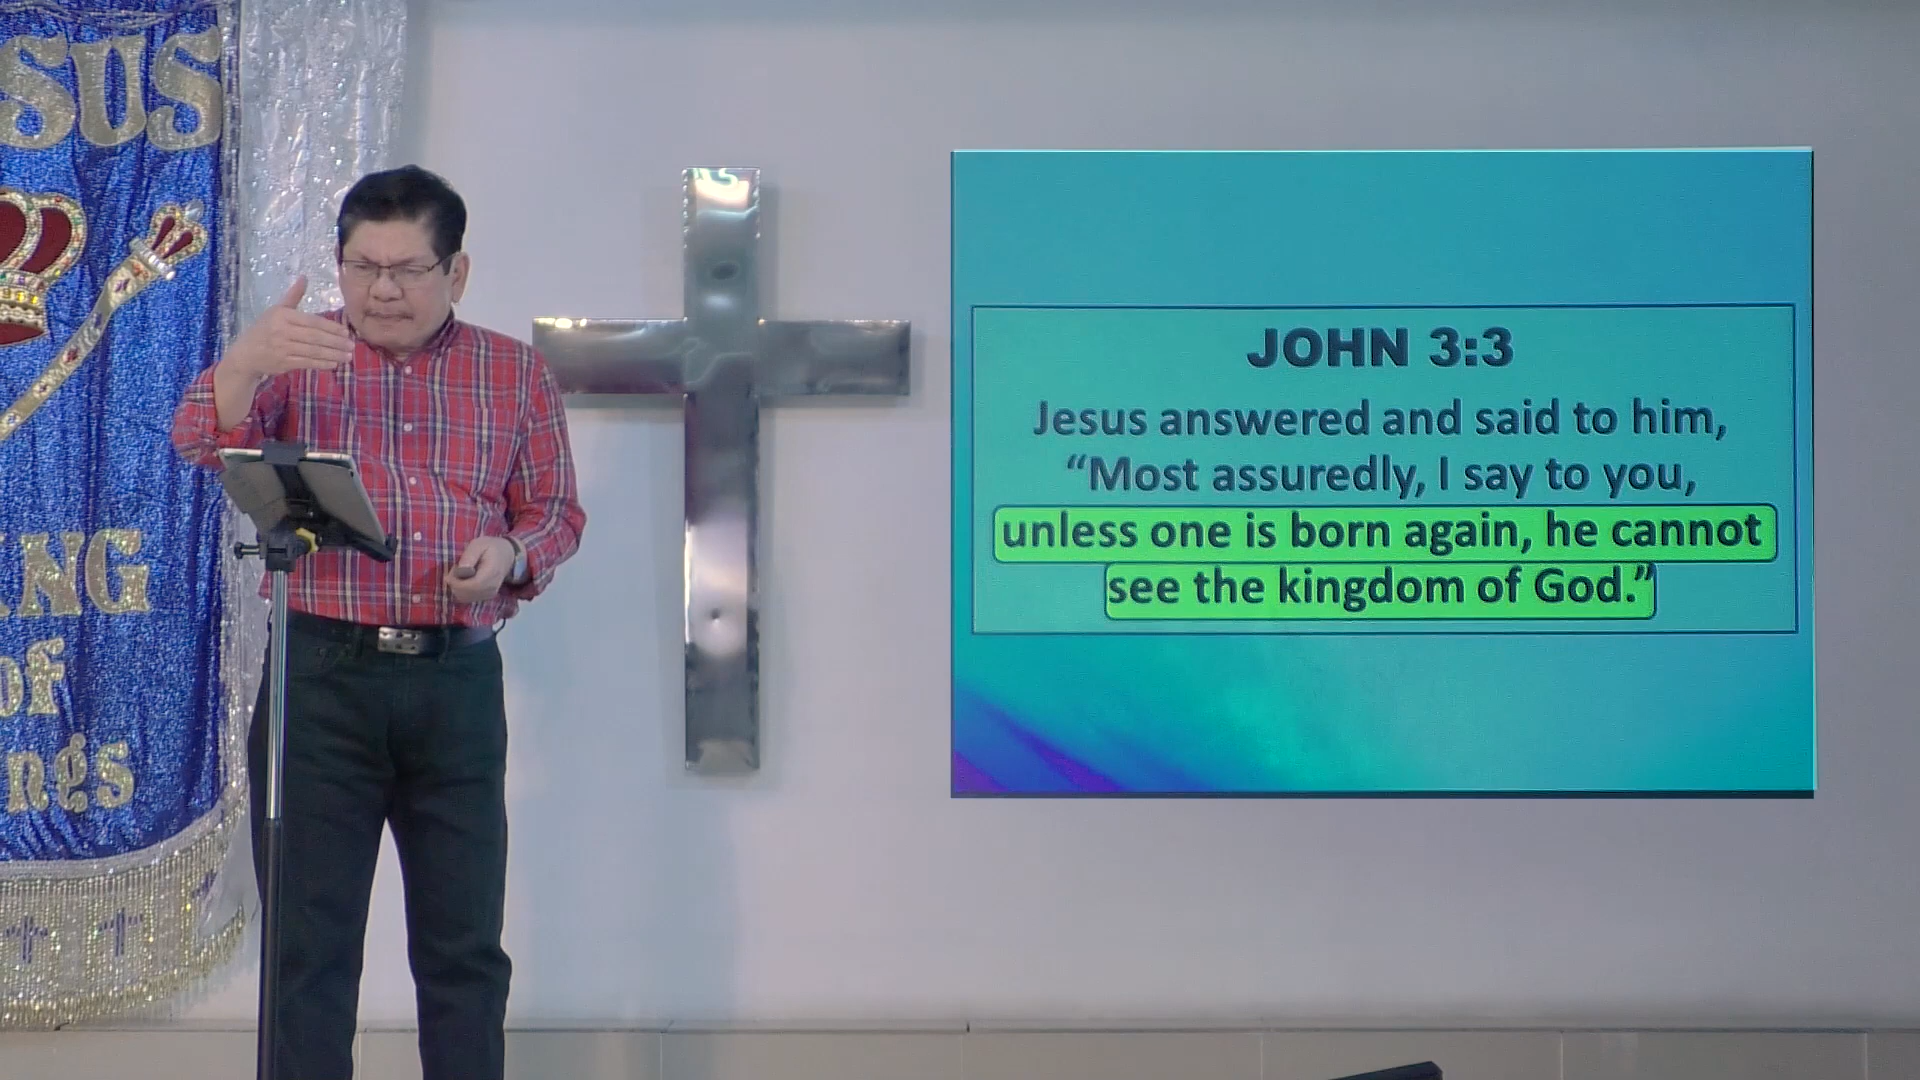 SUS
NG
of
ngs
JOHN 3:3
Jesus answered and said to him,
“Most assuredly, I say to you,
unless one is born again, he cannot
see the kingdom of God.”